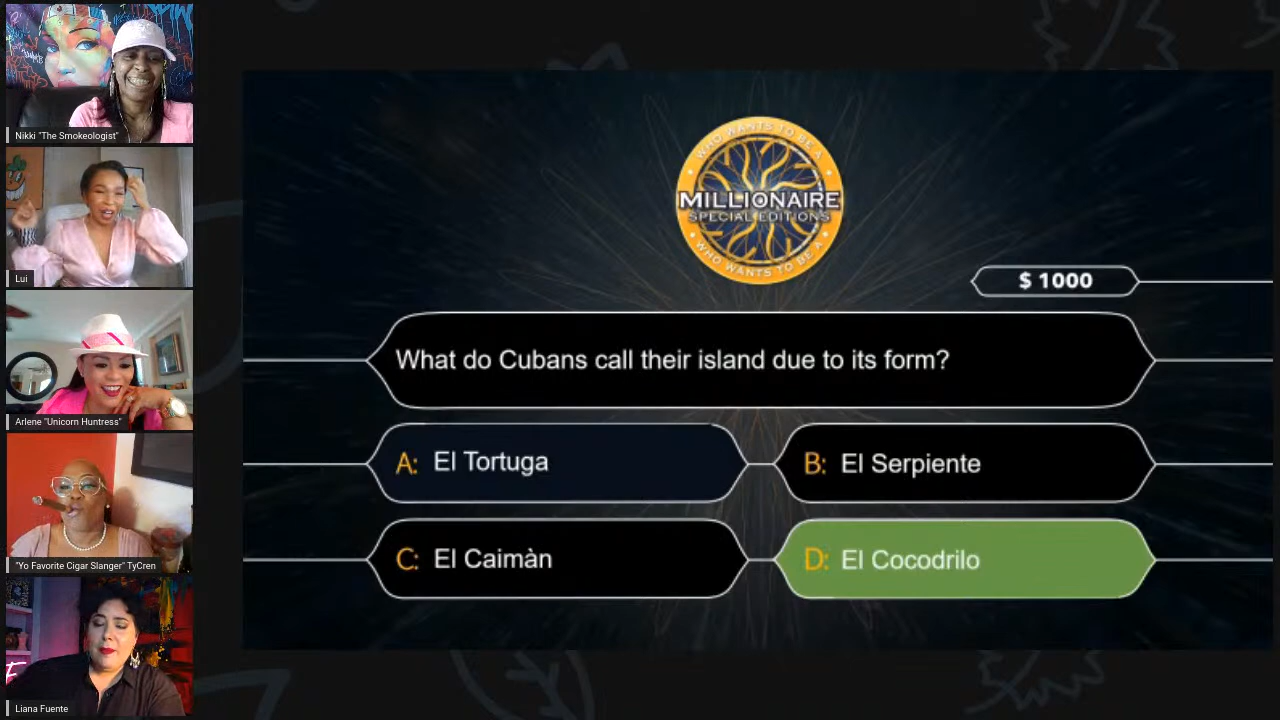 Nikki "The Smokeologist"
Lui
Arlene "Unicorn Huntress"
"Yo Favorite Cigar Slanger" TyCren
Liana Fuente
WHO WANTS TO BE A
MILLIONAIRE
SPECIAL EDITIONS
WHO WANTS TO BE A
$ 1000
What do Cubans call their island due to its form?
A: El Tortuga
B: El Serpiente
C: El Caimàn
D: El Cocodrilo